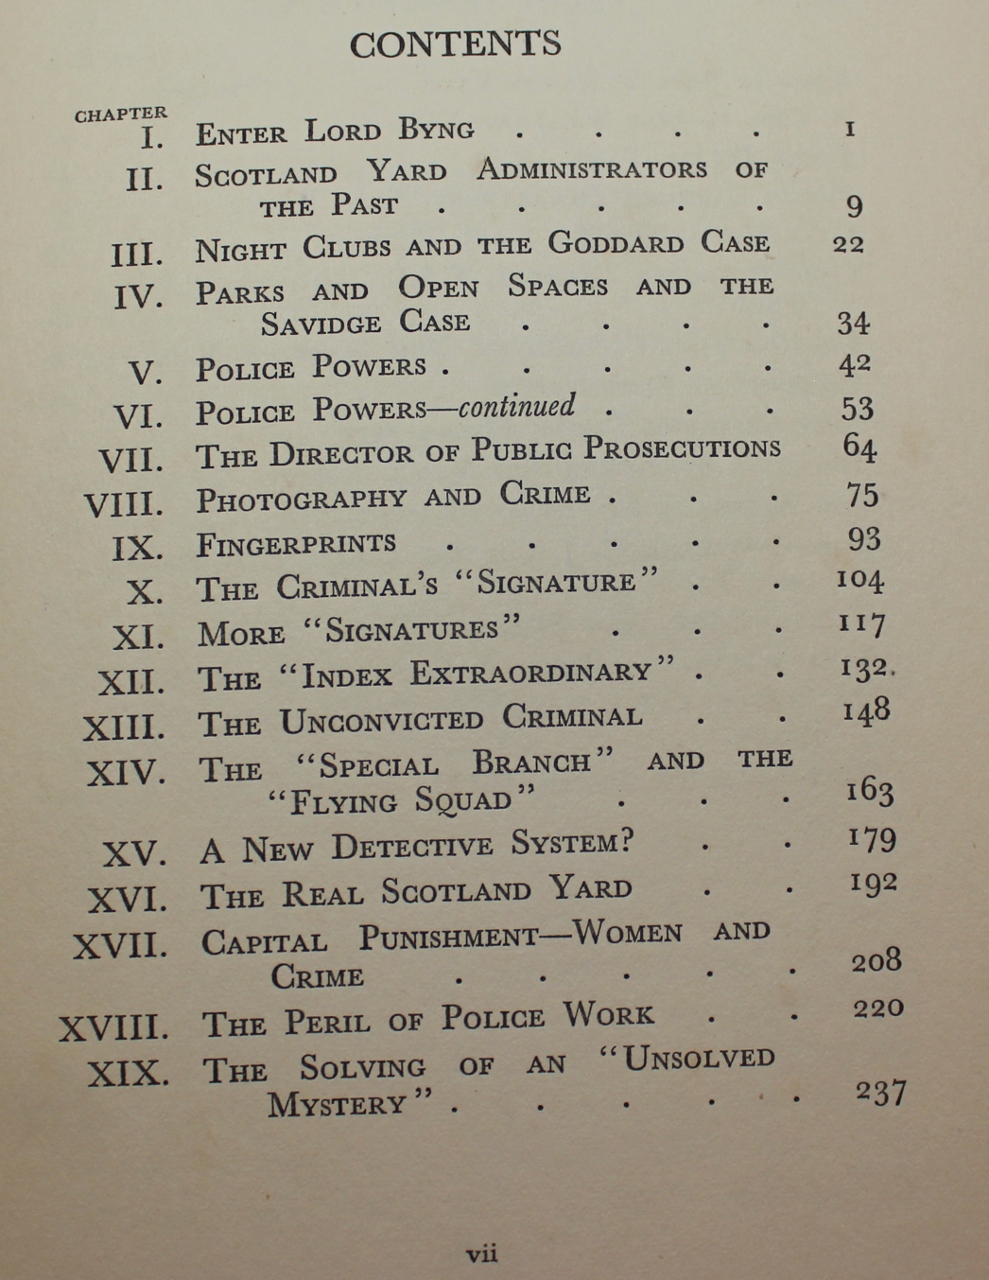 CONTENTS
CHAPTER
I. ENTER LORD BYNG . . . . 1
II. SCOTLAND YARD ADMINISTRATORS OF
THE PAST . . . . . 9
III. NIGHT CLUBS AND THE GODDARD CASE 22
IV. PARKS AND OPEN SPACES AND THE
SAVIDGE CASE . . . . 34
V. POLICE POWERS . . . . . 42
VI. POLICE POWERS—continued . . . 53
VII. THE DIRECTOR OF PUBLIC PROSECUTIONS 64
VIII. PHOTOGRAPHY AND CRIME . . . 75
IX. FINGERPRINTS . . . . . 93
X. THE CRIMINAL'S “SIGNATURE” . . 104
XI. MORE “SIGNATURES” . . . 117
XII. THE “INDEX EXTRAORDINARY” . . 132.
XIII. THE UNCONVICTED CRIMINAL . . 148
XIV. THE “SPECIAL BRANCH” AND THE
“FLYING SQUAD” . . . 163
XV. A NEW DETECTIVE SYSTEM? . . 179
XVI. THE REAL SCOTLAND YARD . . 192
XVII. CAPITAL PUNISHMENT—WOMEN AND
CRIME . . . . . 208
XVIII. THE PERIL OF POLICE WORK . . 220
XIX. THE SOLVING OF AN “UNSOLVED
MYSTERY” . . . . . 237
vii